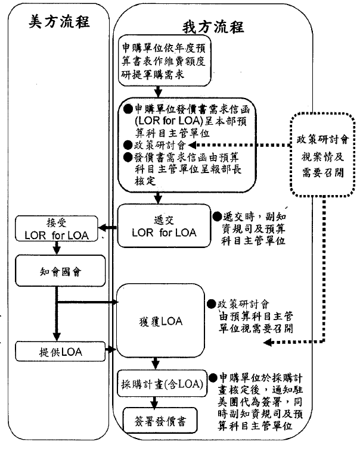 美方流程
我方流程
申購單位依年度預
算書表作維費額度
研提軍購需求
●申購單位發價書需求信函
(LOR for LOA)呈本部預
算科目主管單位
●政策研討會
●發價書需求信函由預算
科目主管單位呈報部長
核定
政策研討會
視案情及
需要召開
接受
LOR for LOA
遞交
LOR for LOA
●遞交時，副知
資規司及預算
科目主管單位
知會國會
獲獲LOA
●政策研討會
由預算科目主管
單位視需要召開
提供LOA
採購計畫(含LOA)
●申購單位於採購計
畫核定後，通知駐
美團代為簽署，同
時副知資規司及預
算科目主管單位
簽署發價書